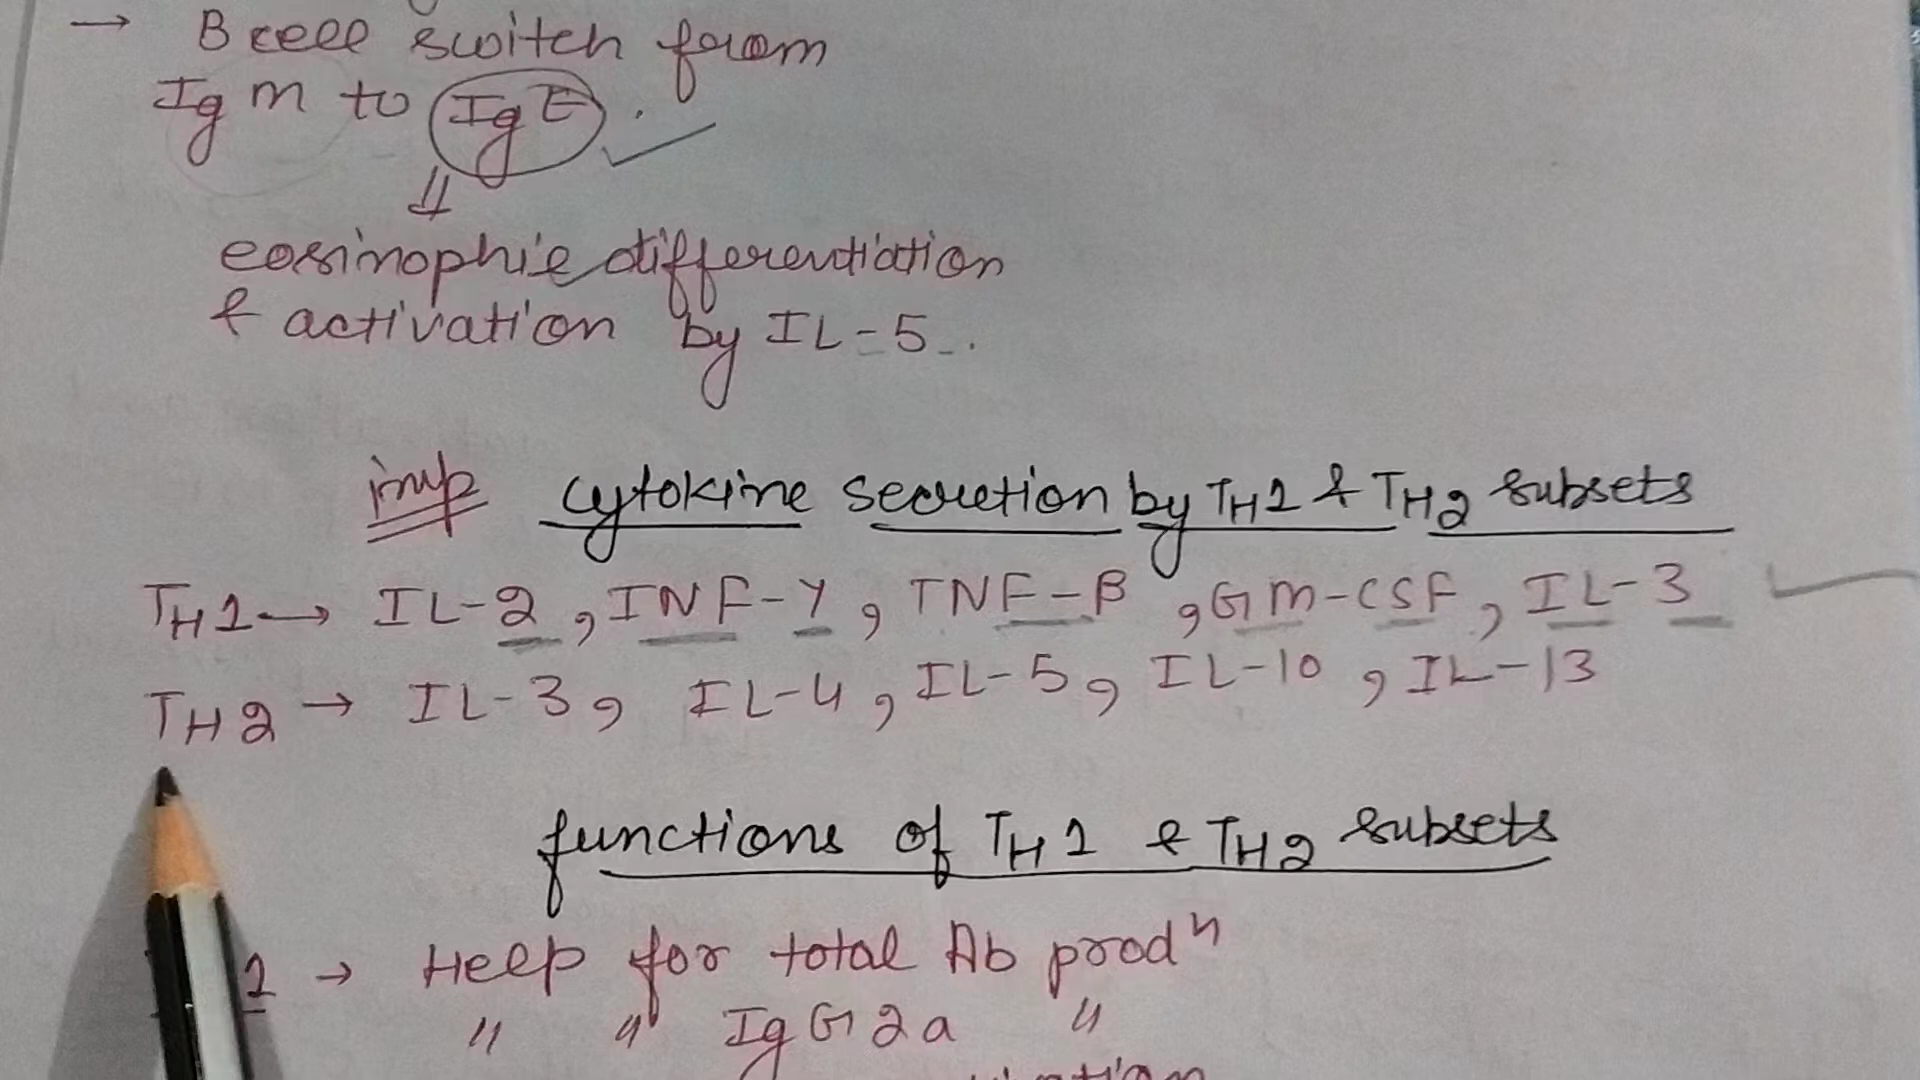 → B cell switch from
Ig M to IgE.
eosinophic differentiation
& activation by IL-5.
imp cytokine secretion by TH1 & TH2 subsets
TH1 → IL-2, INF-γ, TNF-β, GM-CSF, IL-3
TH2 → IL-3, IL-4, IL-5, IL-10, IL-13
functions of TH1 & TH2 subsets
1 → Help for total Ab prodⁿ
" " IgG2a "